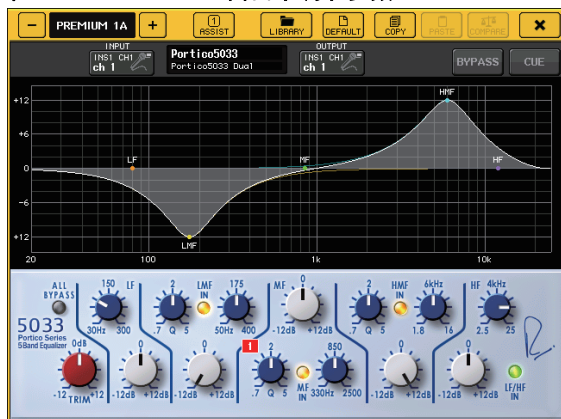 PREMIUM 1A
1
ASSIST
LIBRARY
DEFAULT
COPY
PASTE
COMPARE
INPUT
INS1 CH1
ch 1
Portico5033
Portico5033 Dual
OUTPUT
INS1 CH1
ch 1
BYPASS
CUE
HMF
+12
+6
LF
MF
HF
0
-6
-12
LMF
20
100
1k
10k
ALL BYPASS
150
LF
30Hz
300
2
.7 Q 5
LMF IN
175
50Hz
400
MF
0
-12dB
+12dB
2
.7 Q 5
HMF IN
6kHz
1.8
16
HF
4kHz
2.5
25
5033
Portico Series
5Band Equalizer
0dB
-12
+12
TRIM
0
-12dB
+12dB
0
-12dB
+12dB
1
2
.7 Q 5
MF IN
850
330Hz
2500
0
-12dB
+12dB
0
-12dB
+12dB
LF/HF IN